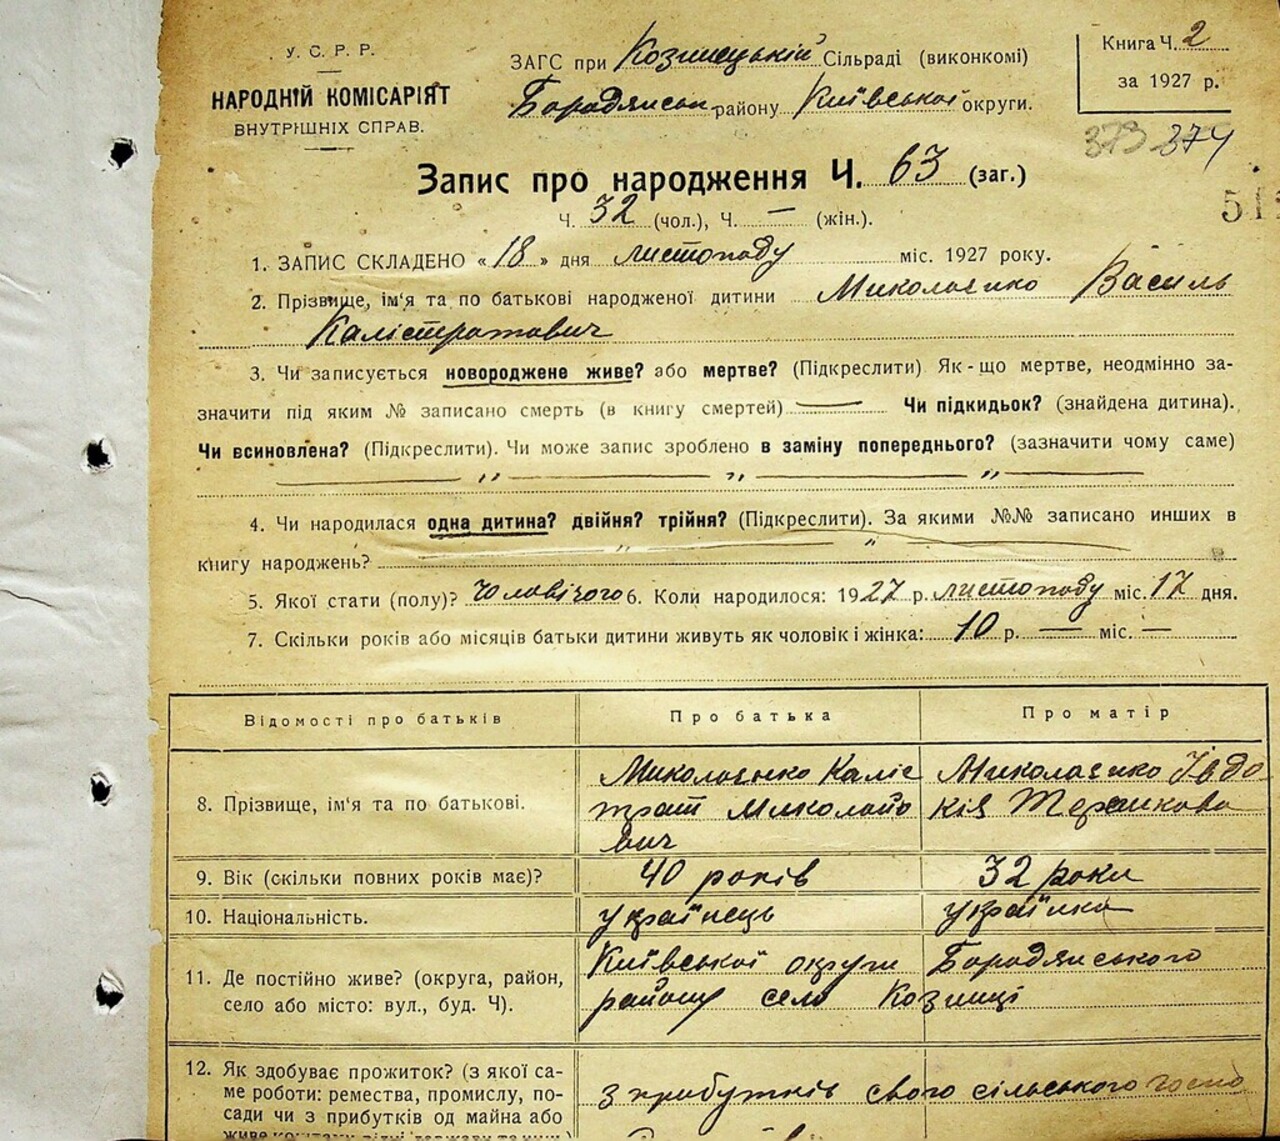 У. С. Р. Р.
НАРОДНІЙ КОМІСАРІЯТ
ВНУТРІШНІХ СПРАВ.
ЗАГС при Козинецькій Сільраді (виконкомі)
Бородянськ району Київської округи.
Книга Ч. 2
за 1927 р.
373 374
Запис про народження Ч. 63 (заг.)
Ч. 32 (чол.), Ч. — (жін.).
51
1. ЗАПИС СКЛАДЕНО «18» дня листопаду міс. 1927 року.
2. Прізвище, ім'я та по батькові народженої дитини Миколаєнко Василь
Калістратович
3. Чи записується новороджене живе? або мертве? (Підкреслити) Як-що мертве, неодмінно за-
значити під яким № записано смерть (в книгу смертей) — Чи підкидьок? (знайдена дитина).
Чи всиновлена? (Підкреслити). Чи може запис зроблено в заміну попереднього? (зазначити чому саме)
— „ — „ — „ —
4. Чи народилася одна дитина? двійня? трійня? (Підкреслити). За якими №№ записано инших в
книгу народжень? — „ — „ —
5. Якої стати (полу)? Чоловічого 6. Коли народилося: 1927 р. листопаду міс. 17 дня.
7. Скільки років або місяців батьки дитини живуть як чоловік і жінка: 10 р. — міс. —
Відомості про батьків Про батька Про матір
8. Прізвище, ім'я та по батькові.
Миколаєнко Каліс
трат Миколайо
вич
Миколаєнко Івдо
кія
9. Вік (скільки повних років має)? 40 років 32 роки
10. Національність. українець українка
11. Де постійно живе? (округа, район,
село або місто: вул., буд. Ч).
Київської округи Бородянського
району село Козинці
12. Як здобуває прожиток? (з якої са-
ме роботи: ремества, промислу, по-
сади чи з прибутків од майна або
з прибутків свого сільського госпо